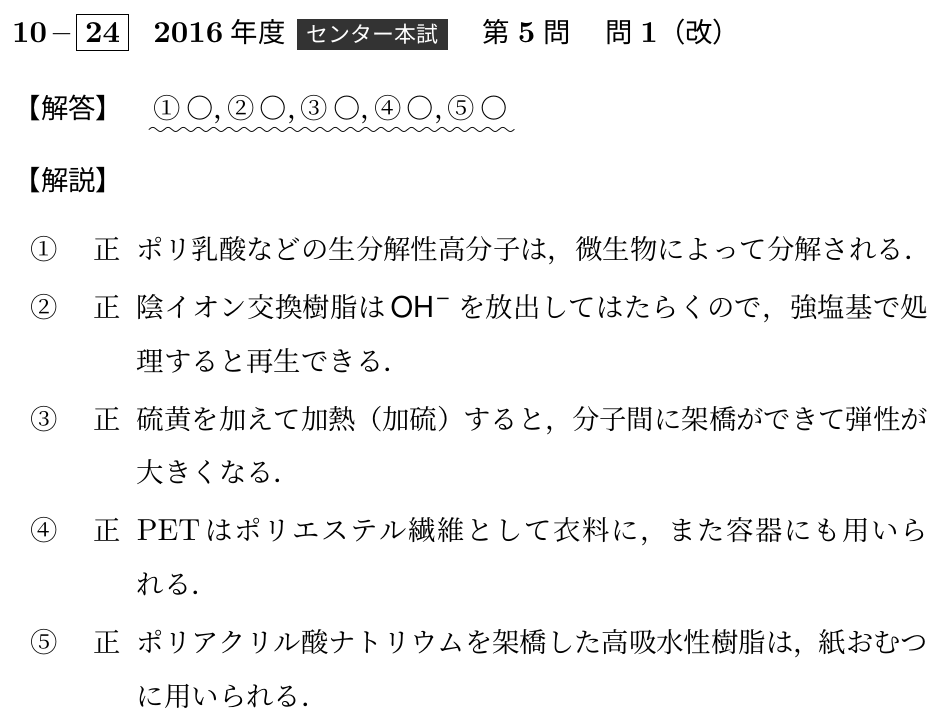 10－24 2016 年度 センター本試 第 5 問 問 1（改）
【解答】 ① ○, ② ○, ③ ○, ④ ○, ⑤ ○
【解説】
① 正 ポリ乳酸などの生分解性高分子は，微生物によって分解される．
② 正 陰イオン交換樹脂は OH⁻ を放出してはたらくので，強塩基で処
理すると再生できる．
③ 正 硫黄を加えて加熱（加硫）すると，分子間に架橋ができて弾性が
大きくなる．
④ 正 PET はポリエステル繊維として衣料に，また容器にも用いら
れる．
⑤ 正 ポリアクリル酸ナトリウムを架橋した高吸水性樹脂は，紙おむつ
に用いられる．